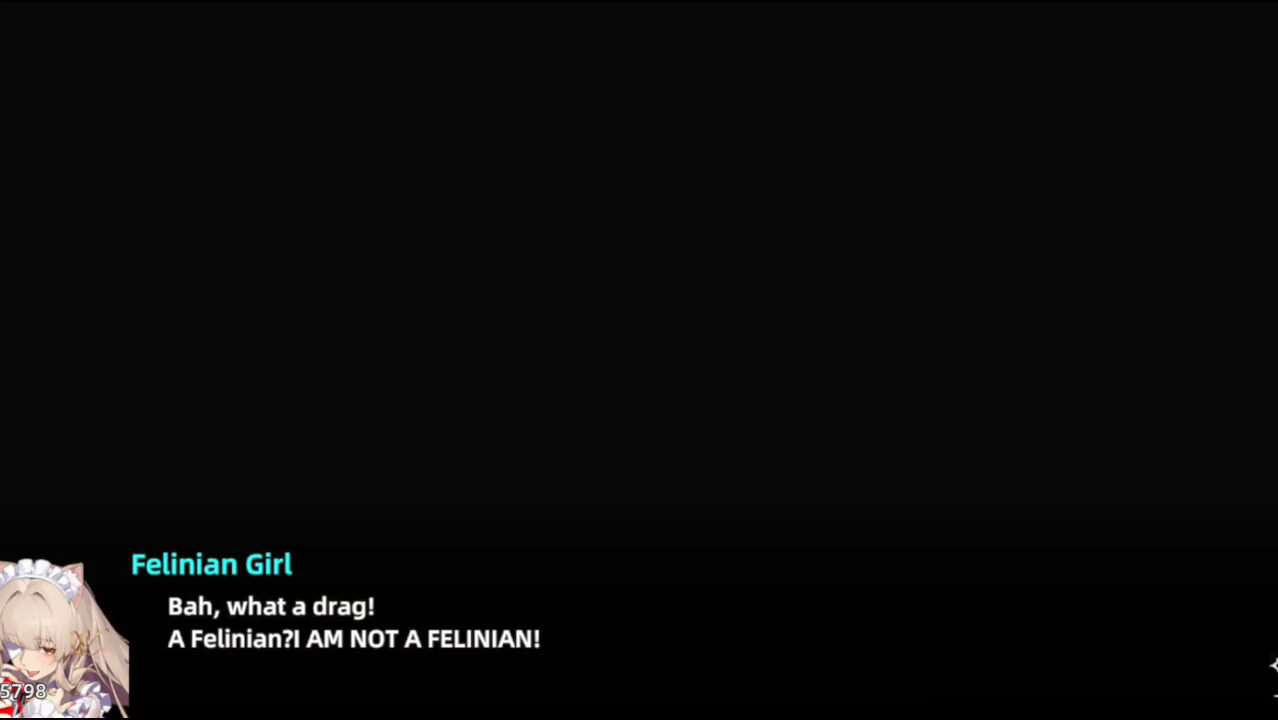 Felinian Girl
Bah, what a drag!
A Felinian?I AM NOT A FELINIAN!
5798